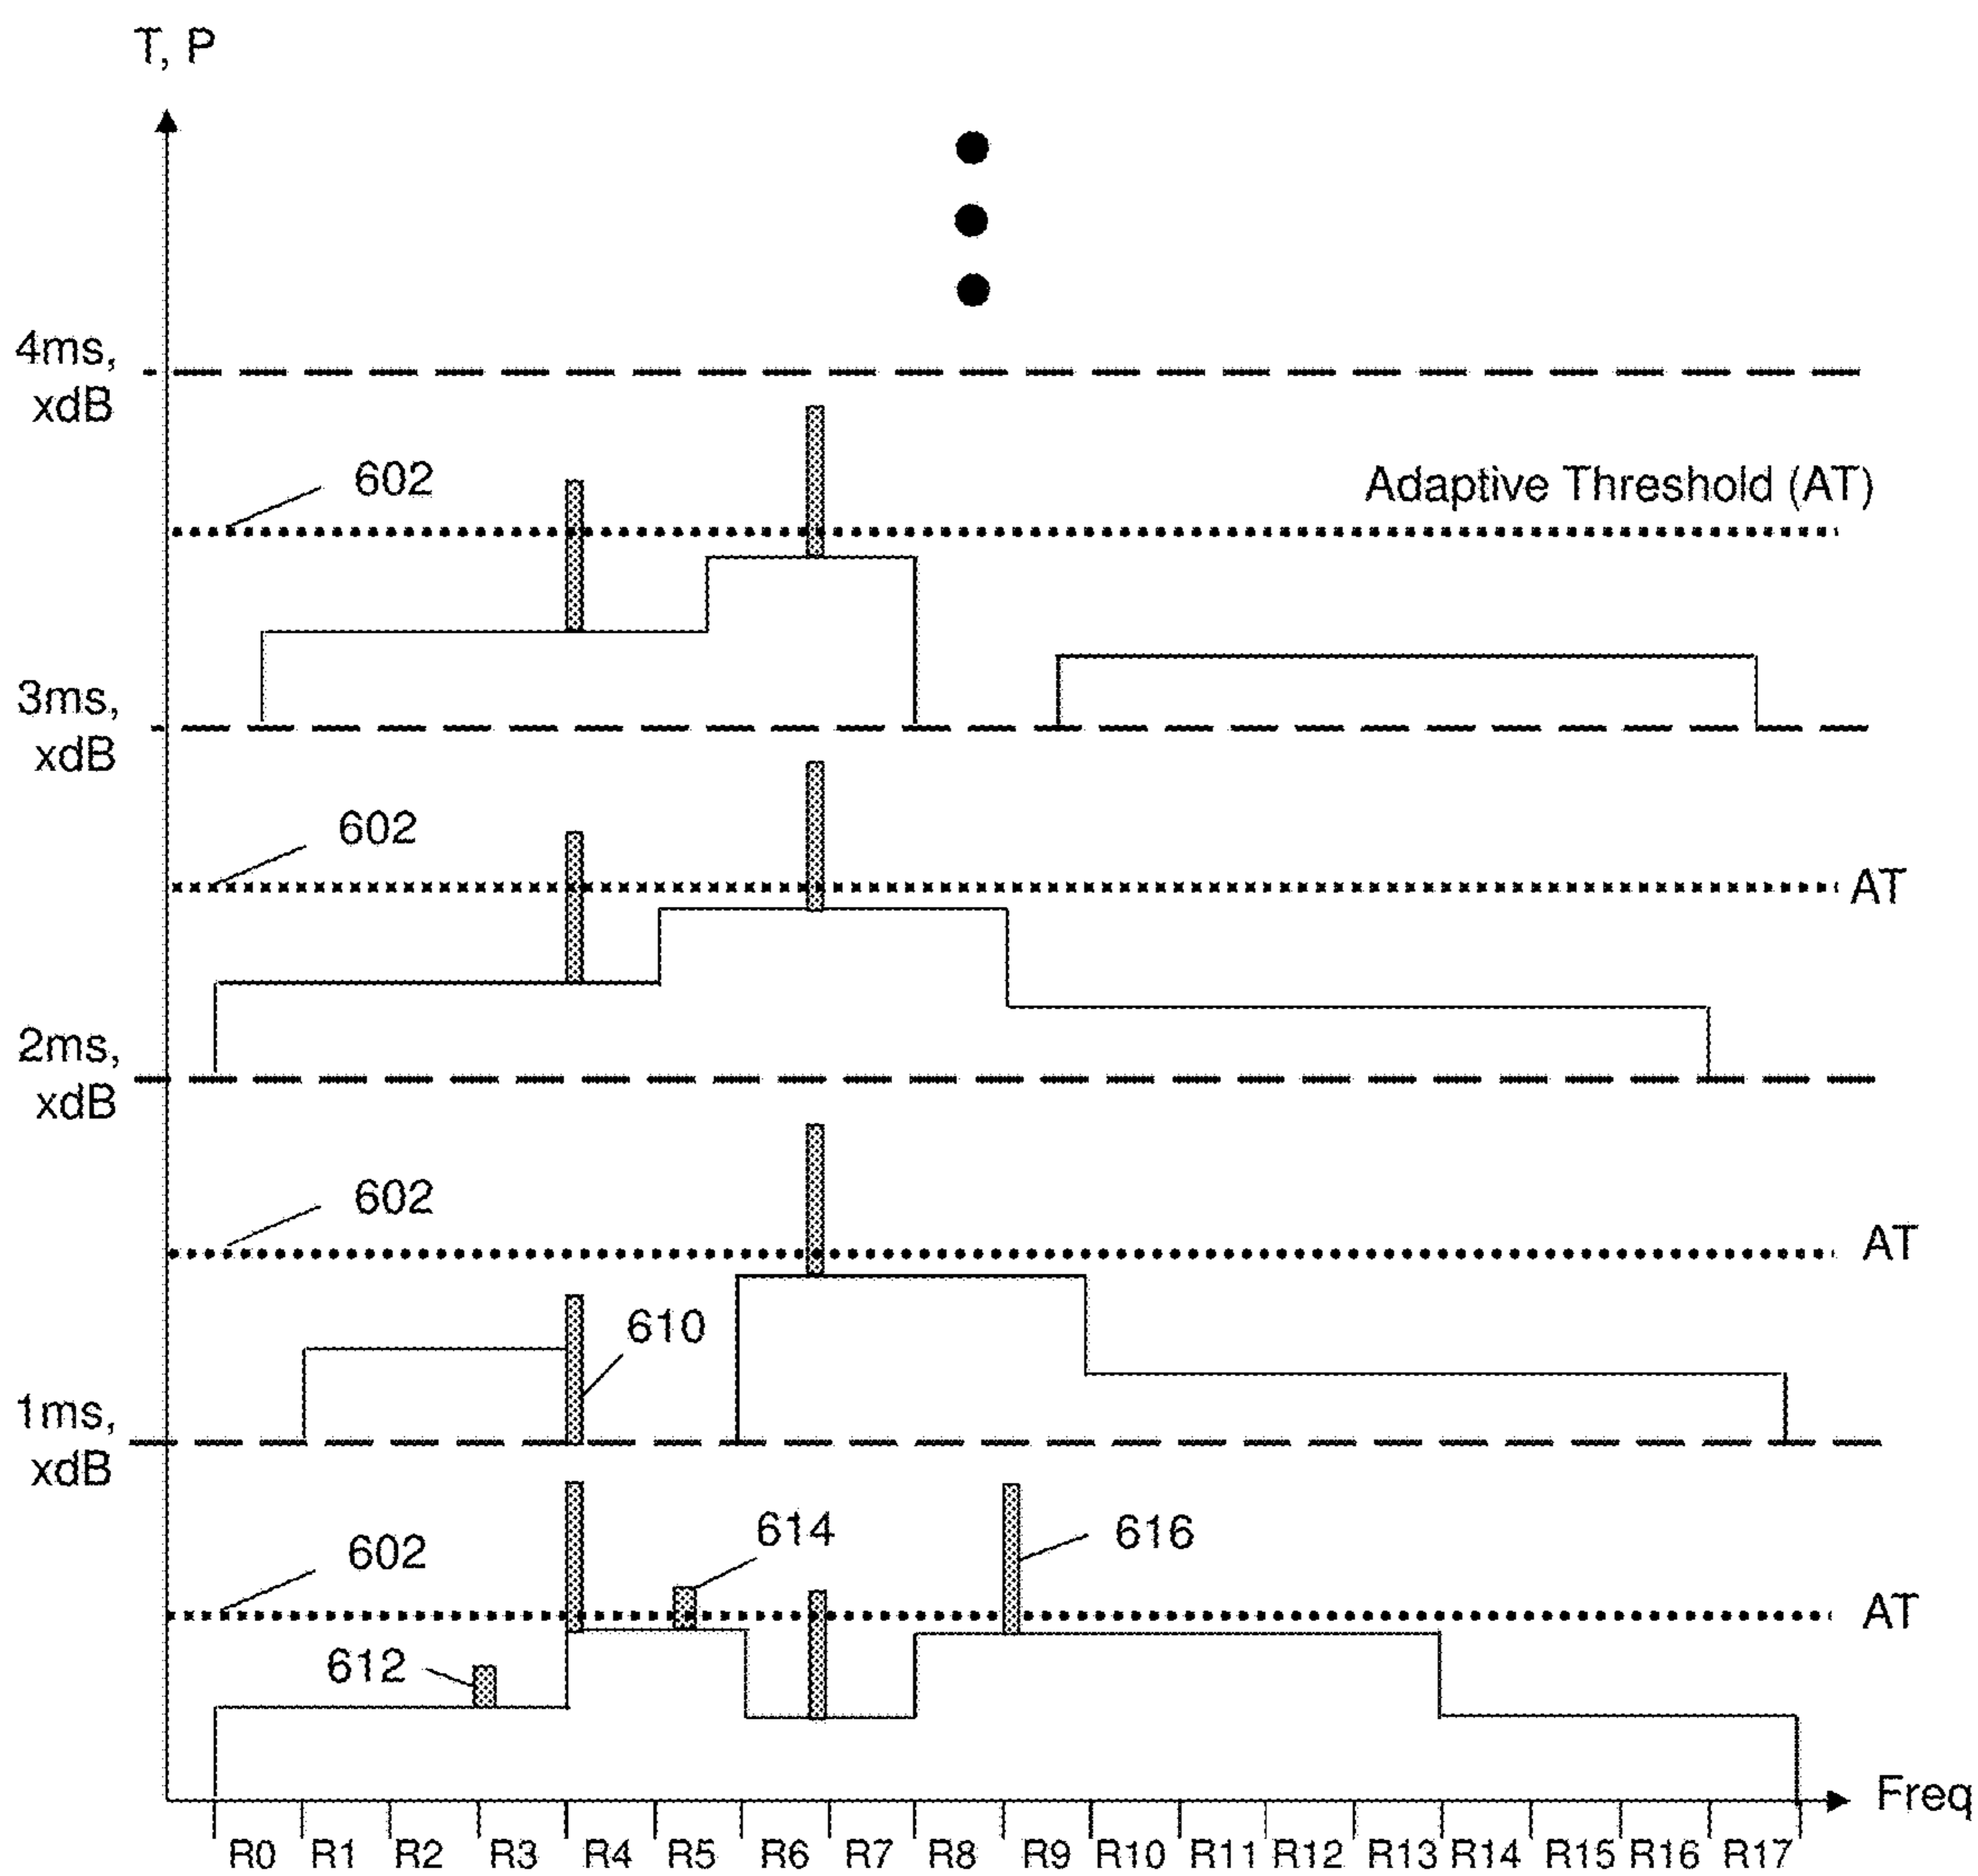 T, P
4ms,
xdB
602
Adaptive Threshold (AT)
3ms,
xdB
602
AT
2ms,
xdB
602
AT
610
1ms,
xdB
614
616
602
AT
612
Freq
R0 R1 R2 R3 R4 R5 R6 R7 R8 R9 R10 R11 R12 R13 R14 R15 R16 R17